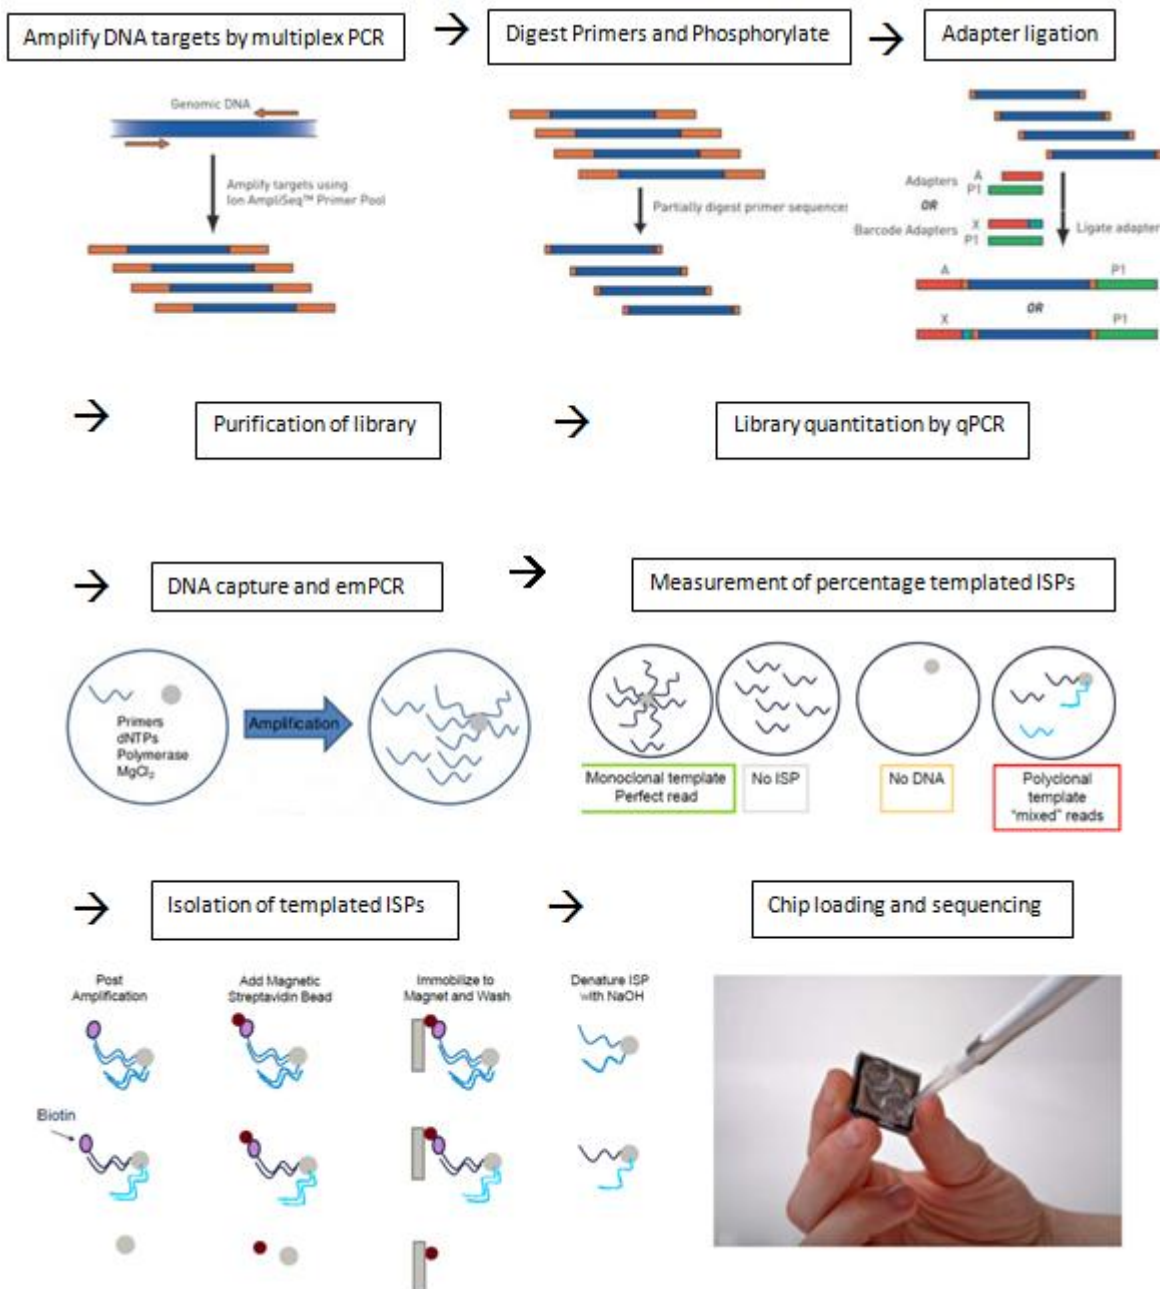 Amplify DNA targets by multiplex PCR
→
Digest Primers and Phosphorylate
→
Adapter ligation
Genomic DNA
Amplify targets using
Ion AmpliSeq™ Primer Pool
Partially digest primer sequences
Adapters
A
P1
OR
Barcode Adapters
X
P1
Ligate adapter
A
P1
OR
X
P1
→
Purification of library
→
Library quantitation by qPCR
→
DNA capture and emPCR
→
Measurement of percentage templated ISPs
Primers
dNTPs
Polymerase
MgCl₂
Amplification
Monoclonal template
Perfect read
No ISP
No DNA
Polyclonal
template
"mixed" reads
→
Isolation of templated ISPs
→
Chip loading and sequencing
Post
Amplification
Add Magnetic
Streptavidin Bead
Immobilize to
Magnet and Wash
Denature ISP
with NaOH
Biotin